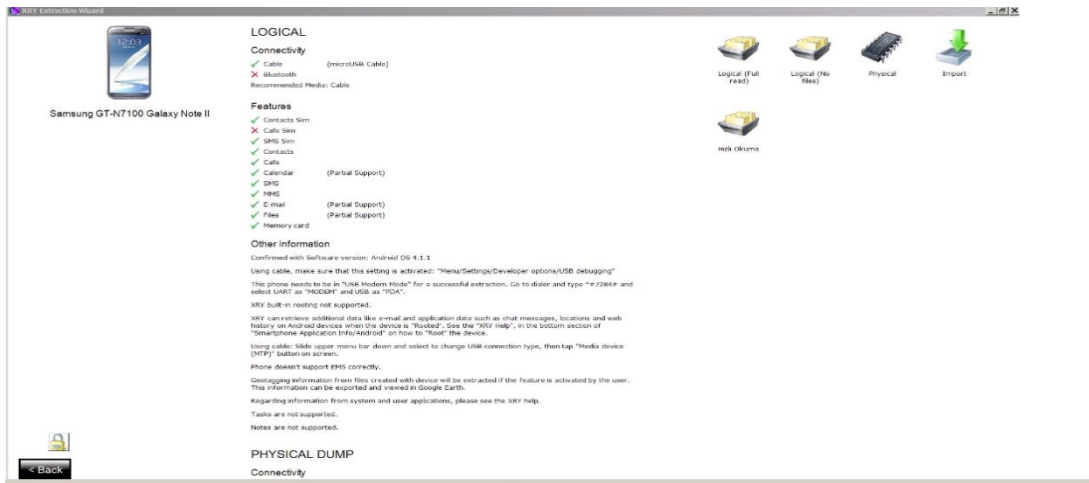 XRY Extraction Wizard
12:03
Samsung GT-N7100 Galaxy Note II
< Back
LOGICAL
Connectivity
Cable (microUSB Cable)
Bluetooth
Recommended Media: Cable
Features
Contacts Sim
Calls Sim
SMS Sim
Contacts
Calls
Calendar (Partial Support)
SMS
MMS
E-mail (Partial Support)
Files (Partial Support)
Memory card
Other information
Confirmed with Software version: Android OS 4.1.1
Using cable, make sure that this setting is activated: "Menu/Settings/Developer options/USB debugging"
This phone needs to be in "USB Modem Mode" for a successful extraction. Go to dialer and type *#7284# and
select UART as "MODEM" and USB as "PDA".
XRY built-in rooting not supported.
XRY can retrieve additional data like e-mail and application data such as chat messages, locations and web
history on Android devices when the device is "Rooted". See the "XRY Help", in the bottom section of
"Smartphone Application Info/Android" on how to "Root" the device.
Using cable: Slide upper menu bar down and select to change USB connection type, then tap "Media device
(MTP)" button on screen.
Phone doesn't support EMS correctly.
Geotagging information from files created with device will be extracted if the feature is activated by the user.
This information can be exported and viewed in Google Earth.
Regarding information from system and user applications, please see the XRY help.
Tasks are not supported.
Notes are not supported.
PHYSICAL DUMP
Connectivity
Logical (Full
read)
Logical (No
files)
Physical
Import
Hızlı Okuma